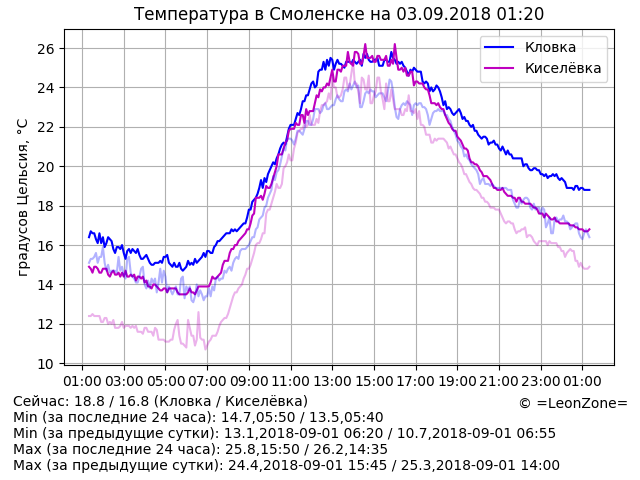 Температура в Смоленске на 03.09.2018 01:20
Кловка
Киселёвка
градусов Цельсия, °C
26
24
22
20
18
16
14
12
10
01:00 03:00 05:00 07:00 09:00 11:00 13:00 15:00 17:00 19:00 21:00 23:00 01:00
Сейчас: 18.8 / 16.8 (Кловка / Киселёвка)
© =LeonZone=
Min (за последние 24 часа): 14.7,05:50 / 13.5,05:40
Min (за предыдущие сутки): 13.1,2018-09-01 06:20 / 10.7,2018-09-01 06:55
Max (за последние 24 часа): 25.8,15:50 / 26.2,14:35
Max (за предыдущие сутки): 24.4,2018-09-01 15:45 / 25.3,2018-09-01 14:00